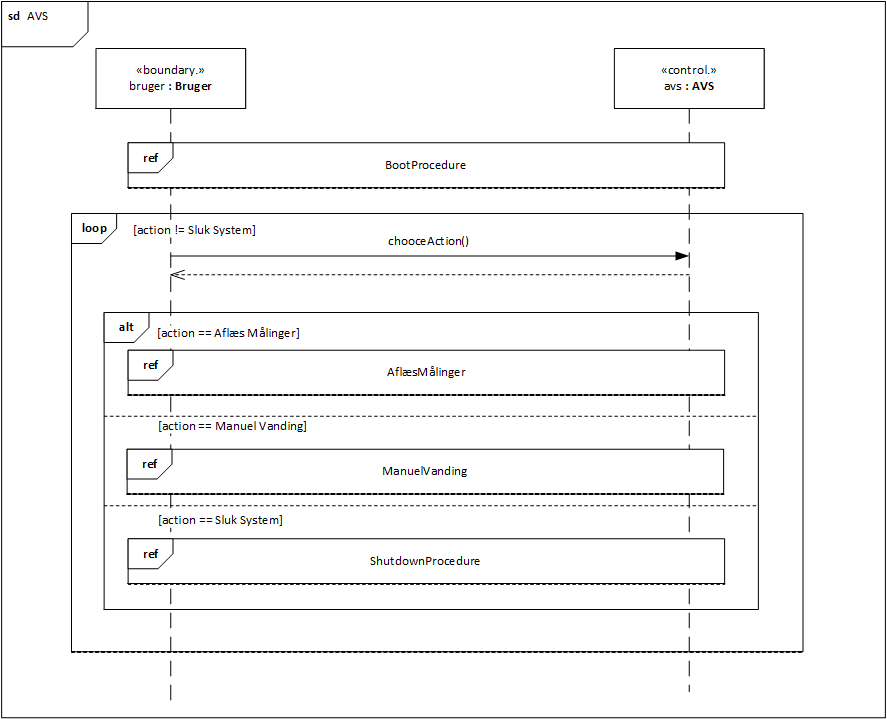 sd AVS
«boundary.»
bruger : Bruger
«control.»
avs : AVS
ref
BootProcedure
loop
[action != Sluk System]
chooceAction()
alt
[action == Aflæs Målinger]
ref
AflæsMålinger
[action == Manuel Vanding]
ref
ManuelVanding
[action == Sluk System]
ref
ShutdownProcedure